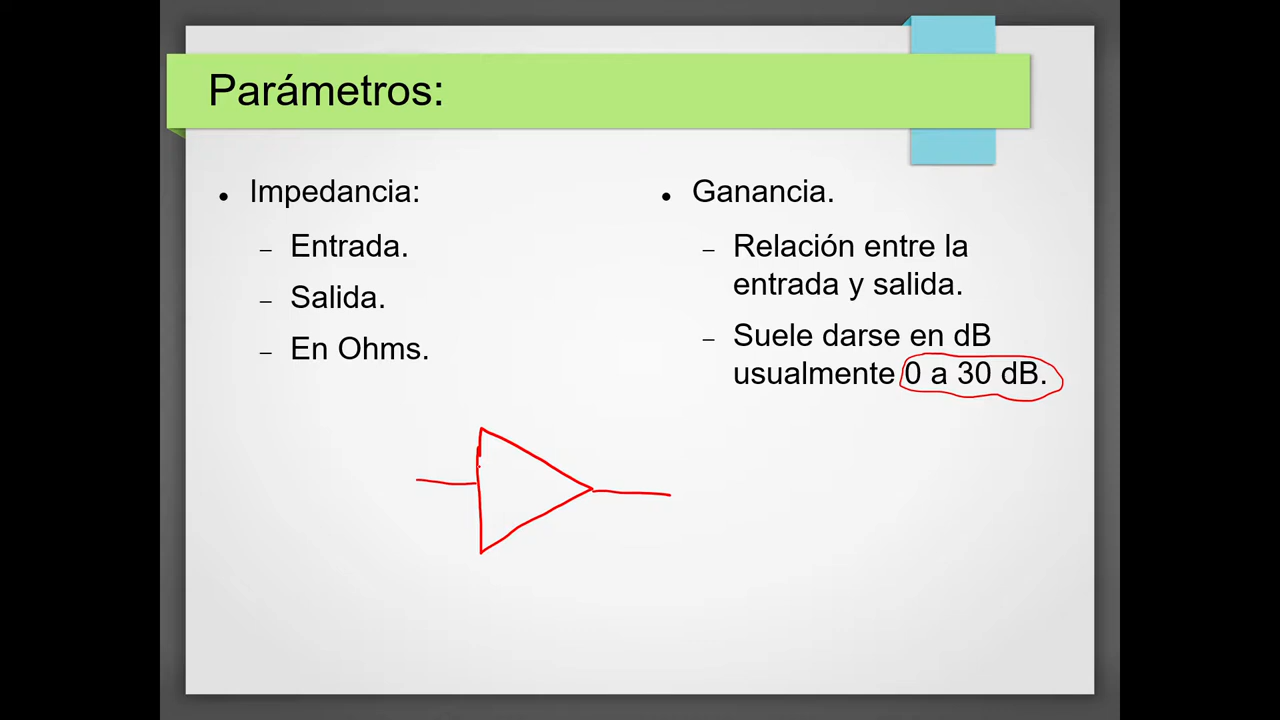 Parámetros:
Impedancia:
– Entrada.
– Salida.
– En Ohms.
Ganancia.
– Relación entre la
entrada y salida.
– Suele darse en dB
usualmente 0 a 30 dB.